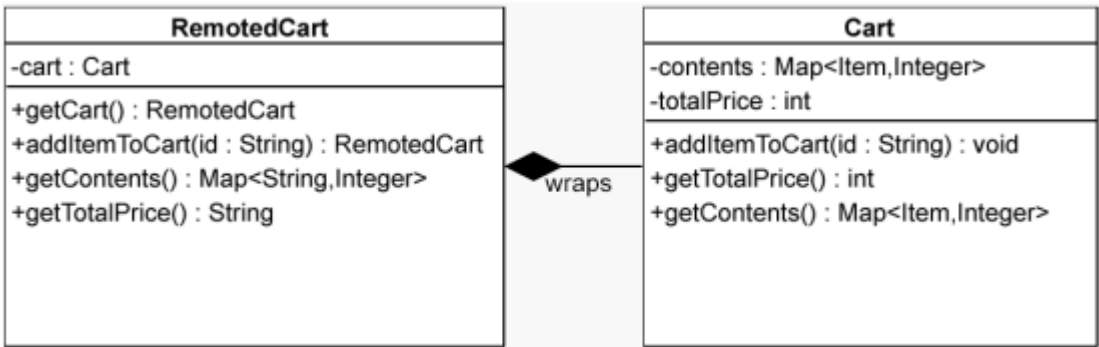 RemotedCart
-cart : Cart
+getCart() : RemotedCart
+addItemToCart(id : String) : RemotedCart
+getContents() : Map<String,Integer>
+getTotalPrice() : String
wraps
Cart
-contents : Map<Item,Integer>
-totalPrice : int
+addItemToCart(id : String) : void
+getTotalPrice() : int
+getContents() : Map<Item,Integer>